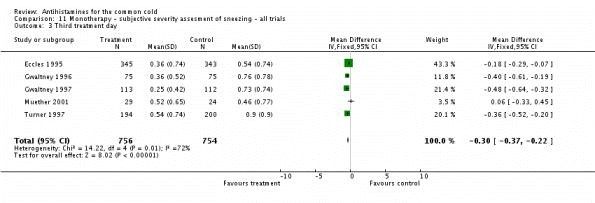 Review: Antihistamines for the common cold
Comparison: 11 Monotherapy - subjective severity assesment of sneezing - all trials
Outcome: 3 Third treatment day
Study or subgroup Treatment Control Mean Difference Weight Mean Difference
N Mean(SD) N Mean(SD) IV,Fixed,95% CI IV,Fixed,95% CI
Eccles 1995 345 0.36 (0.74) 343 0.54 (0.74) 43.3 % -0.18 [ -0.29, -0.07 ]
Gwaltney 1996 75 0.36 (0.52) 75 0.76 (0.78) 11.8 % -0.40 [ -0.61, -0.19 ]
Gwaltney 1997 113 0.25 (0.42) 112 0.73 (0.74) 21.4 % -0.48 [ -0.64, -0.32 ]
Muether 2001 29 0.52 (0.65) 24 0.46 (0.77) 3.5 % 0.06 [ -0.33, 0.45 ]
Turner 1997 194 0.54 (0.74) 200 0.9 (0.9) 20.1 % -0.36 [ -0.52, -0.20 ]
Total (95% CI) 756 754 100.0 % -0.30 [ -0.37, -0.22 ]
Heterogeneity: Chi² = 14.22, df = 4 (P = 0.01); I² =72%
Test for overall effect: Z = 8.02 (P < 0.00001)
-10 -5 0 5 10
Favours treatment Favours control